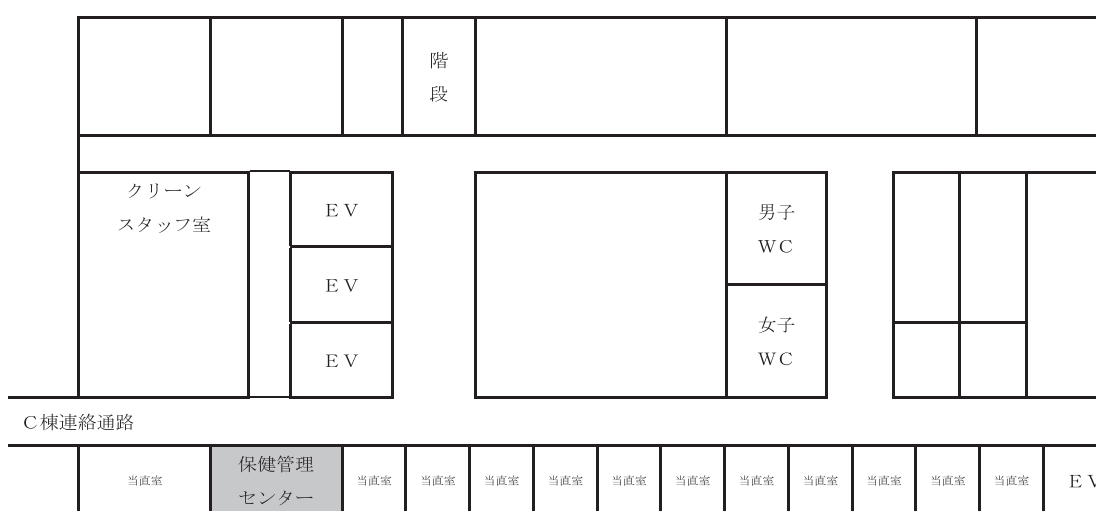 階
段
クリーン
スタッフ室
ＥＶ
ＥＶ
ＥＶ
男子
ＷＣ
女子
ＷＣ
Ｃ棟連絡通路
当直室
保健管理
センター
当直室
当直室
当直室
当直室
当直室
当直室
当直室
当直室
当直室
当直室
当直室
ＥＶ